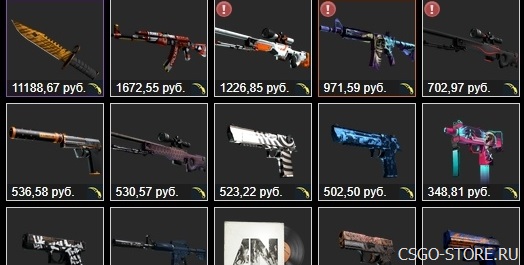 11188,67 руб.
1672,55 руб.
1226,85 руб.
971,59 руб.
702,97 руб.
536,58 руб.
530,57 руб.
523,22 руб.
502,50 руб.
348,81 руб.
CSGO-STORE.RU